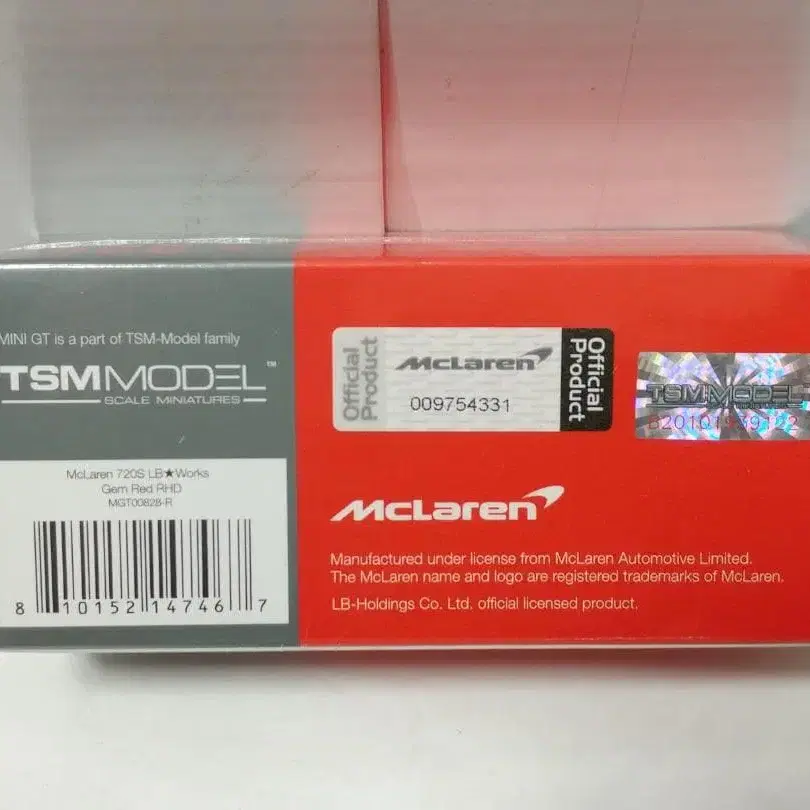 MINI GT is a part of TSM-Model family
TSMMODEL™
SCALE MINIATURES
McLaren 720S LB★Works
Gem Red RHD
MGT00828-R
8 10152 14746 7
Official Product
McLaren
009754331
Official Product
TSMMODEL
McLaren
Manufactured under license from McLaren Automotive Limited.
The McLaren name and logo are registered trademarks of McLaren.
LB-Holdings Co. Ltd. official licensed product.